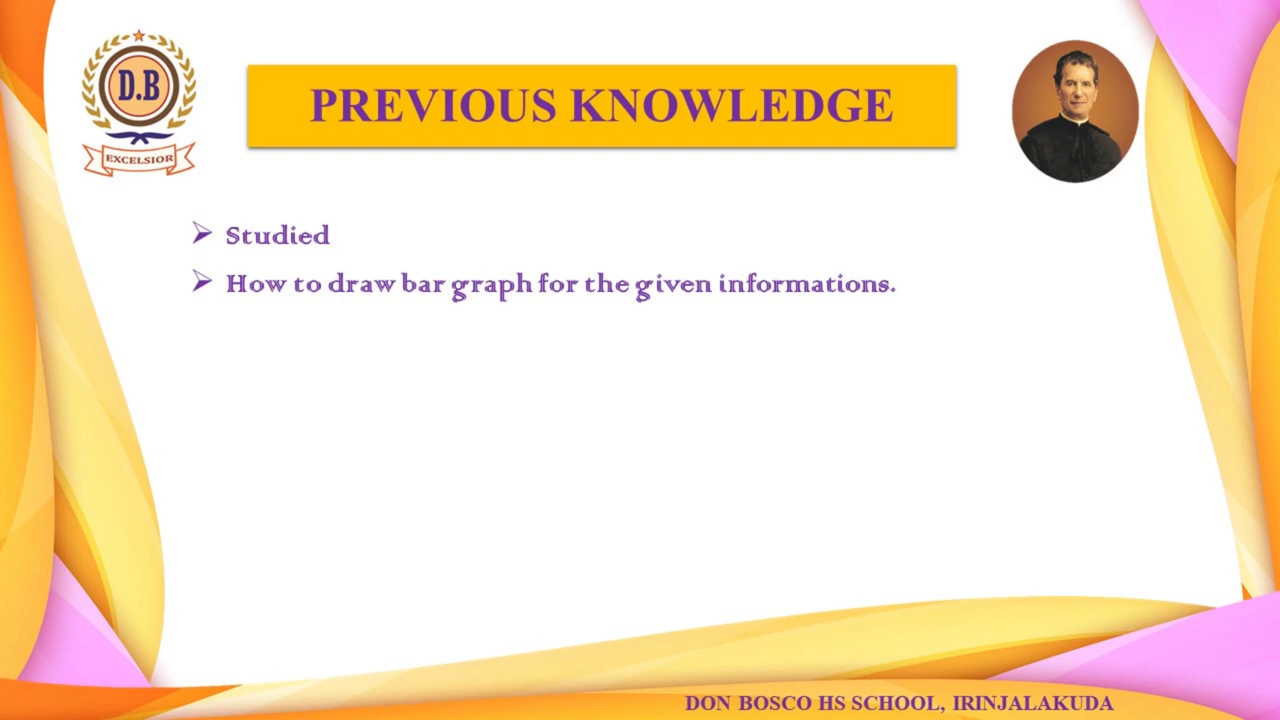 D.B
EXCELSIOR
PREVIOUS KNOWLEDGE
Studied
How to draw bar graph for the given informations.
DON BOSCO HS SCHOOL, IRINJALAKUDA